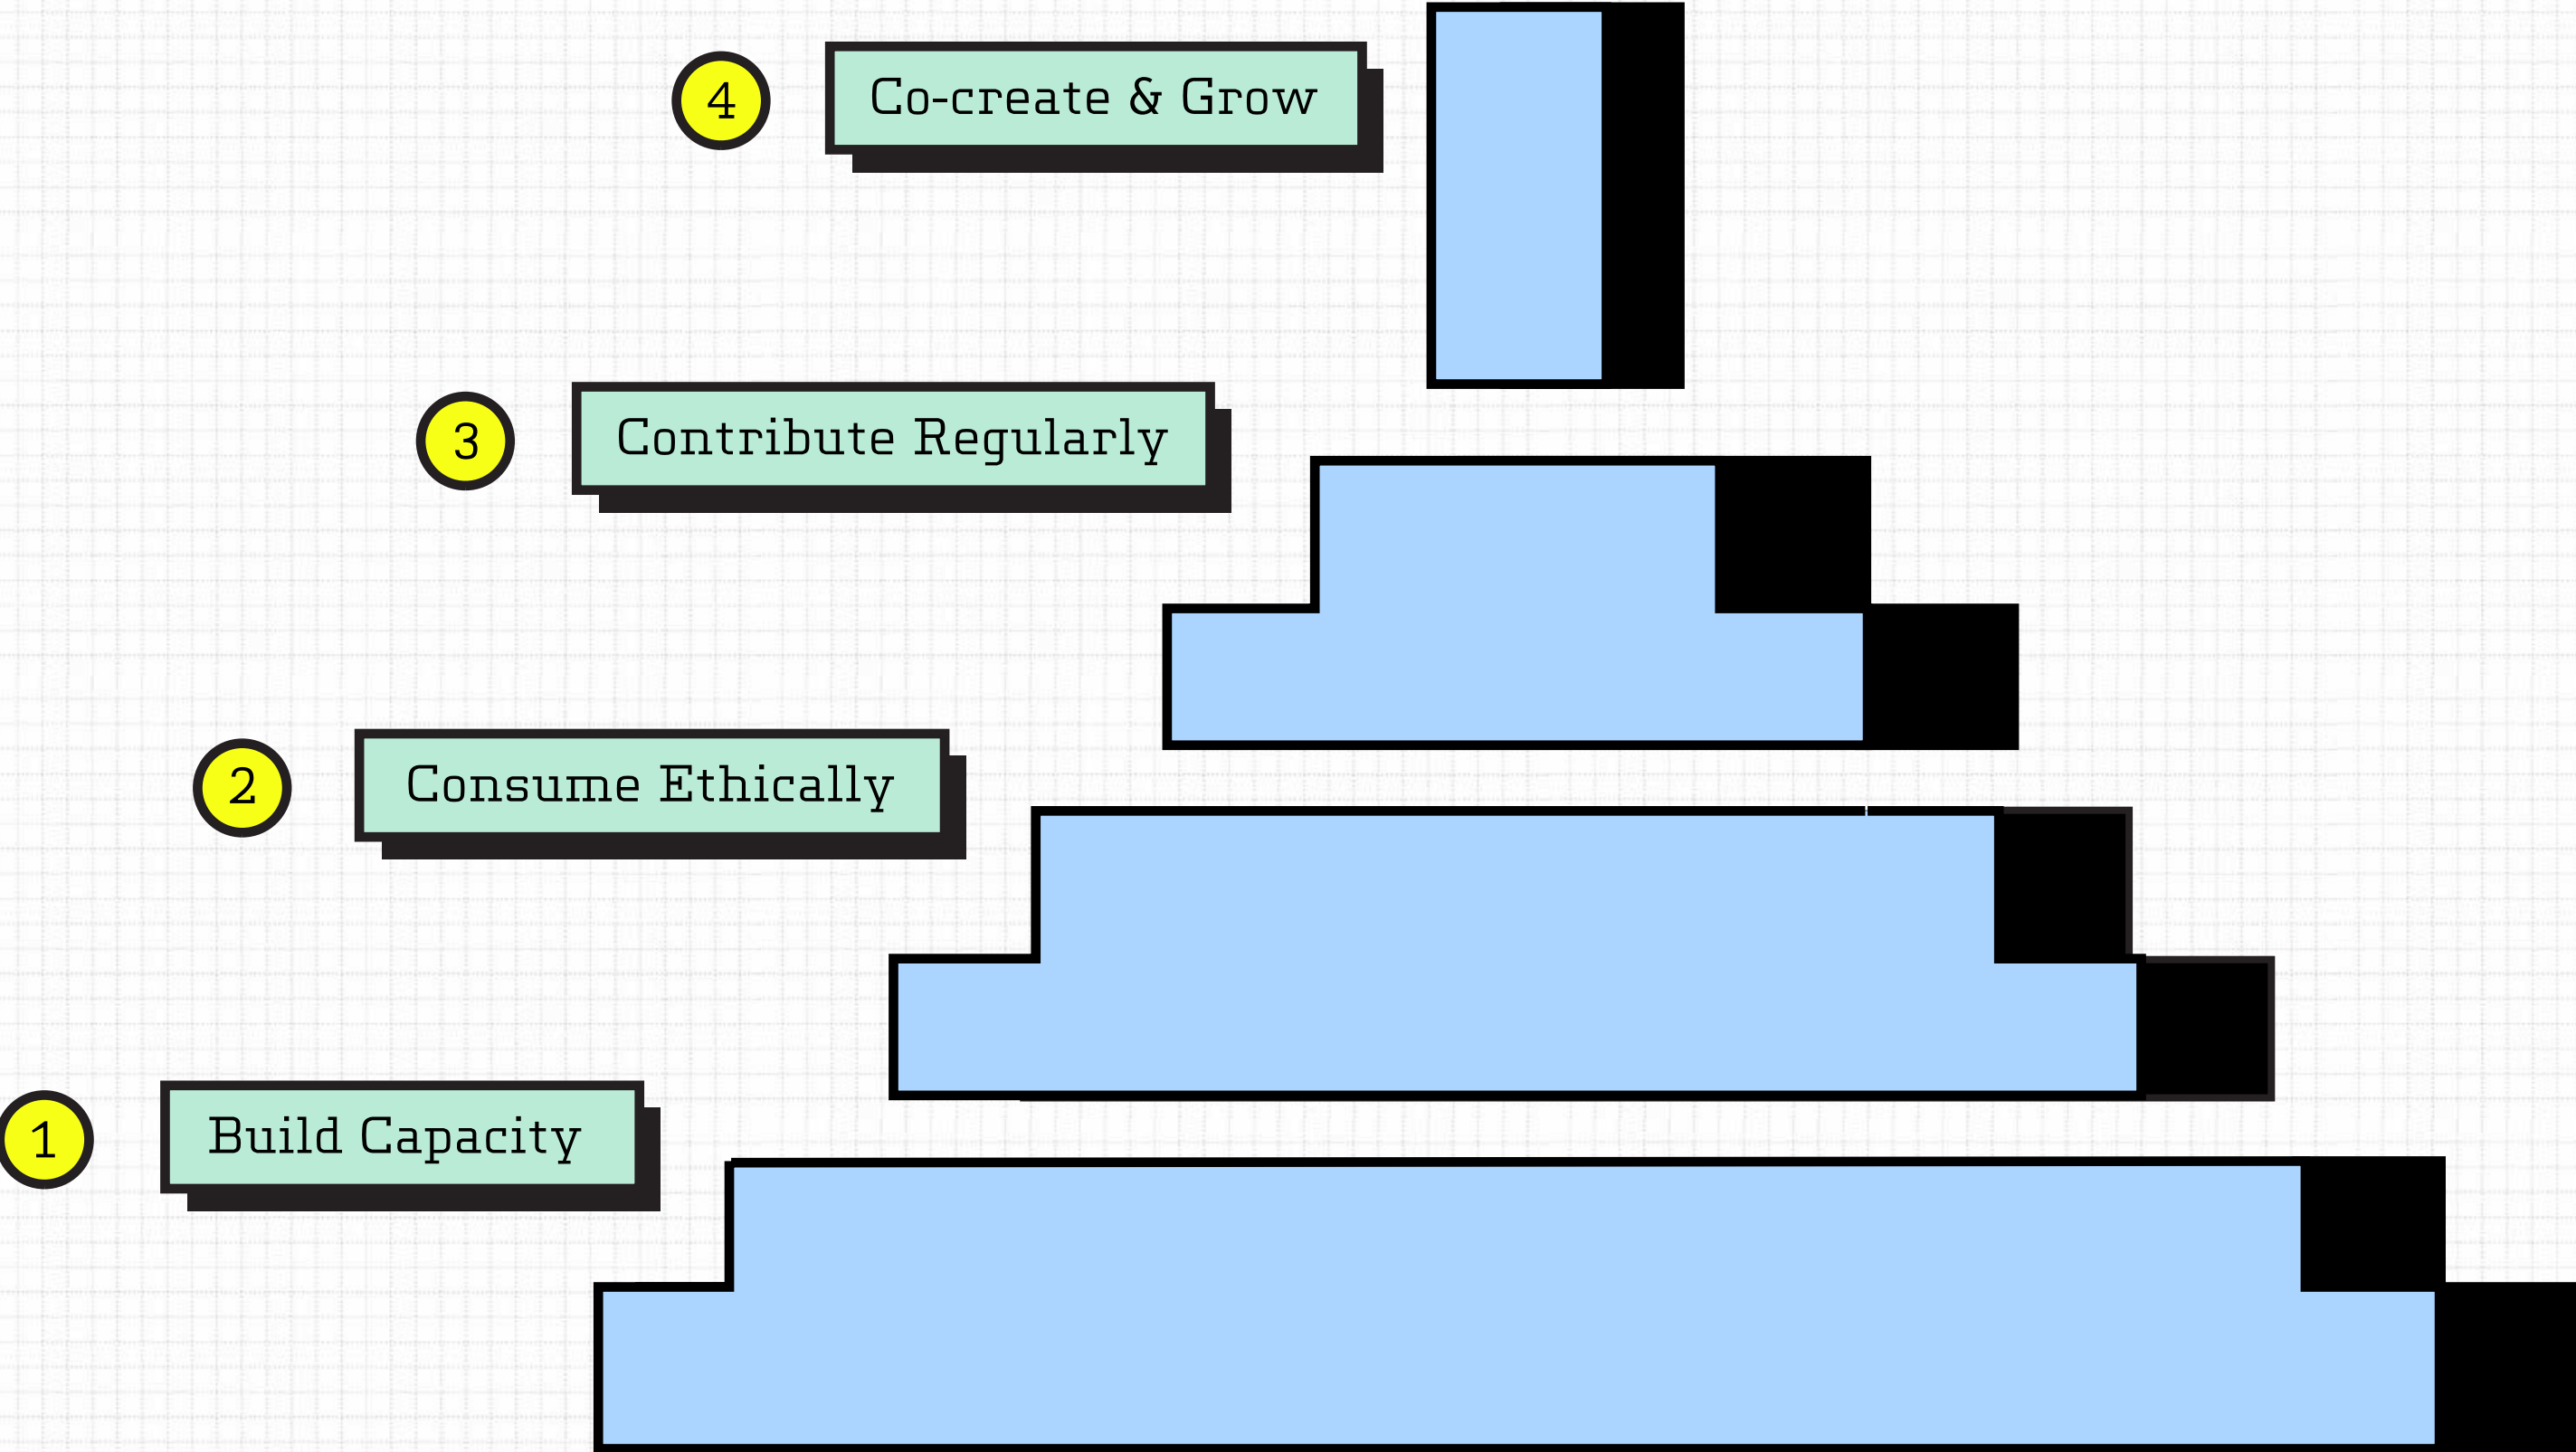 4
Co-create & Grow
3
Contribute Regularly
2
Consume Ethically
1
Build Capacity